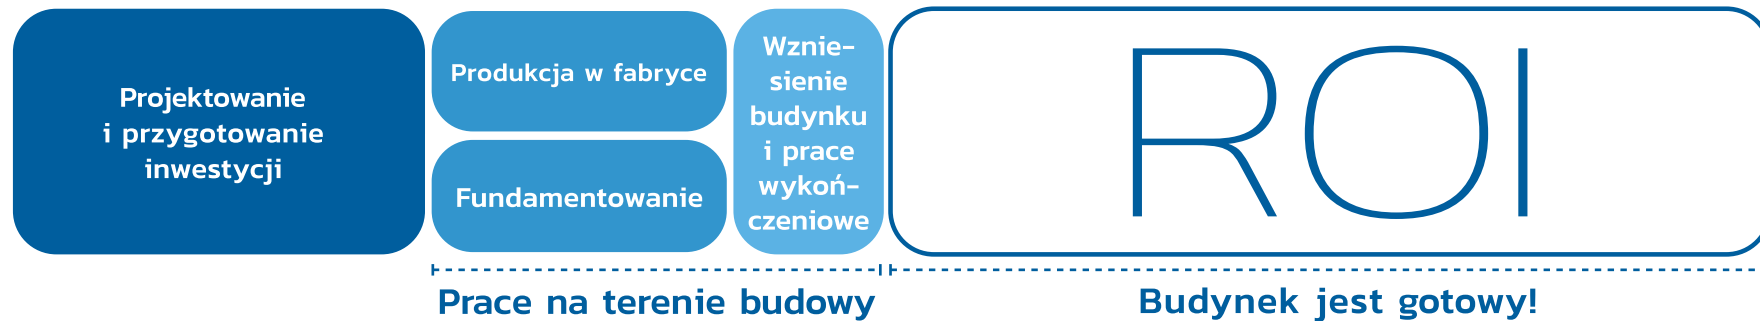 Projektowanie
i przygotowanie
inwestycji
Produkcja w fabryce
Fundamentowanie
Wznie-
sienie
budynku
i prace
wykoń-
czeniowe
ROI
Prace na terenie budowy
Budynek jest gotowy!